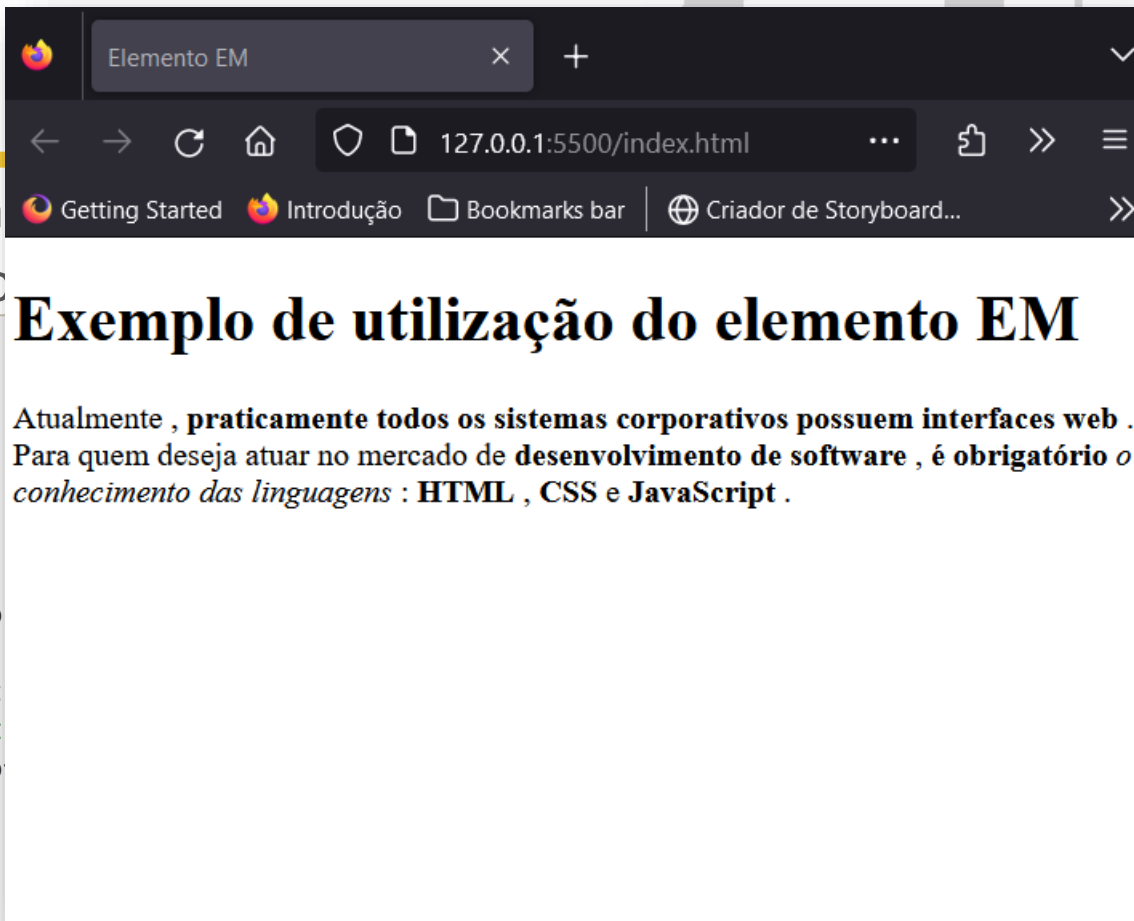 Elemento EM
127.0.0.1:5500/index.html
Getting Started Introdução Bookmarks bar Criador de Storyboard...
Exemplo de utilização do elemento EM
Atualmente , praticamente todos os sistemas corporativos possuem interfaces web .
Para quem deseja atuar no mercado de desenvolvimento de software , é obrigatório o
conhecimento das linguagens : HTML , CSS e JavaScript .